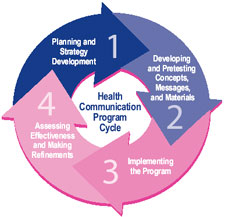 Planning and
Strategy
Development
1
Developing
and Pretesting
Concepts,
Messages,
and Materials
2
Health
Communication
Program
Cycle
3
Implementing
the Program
4
Assessing
Effectiveness
and Making
Refinements